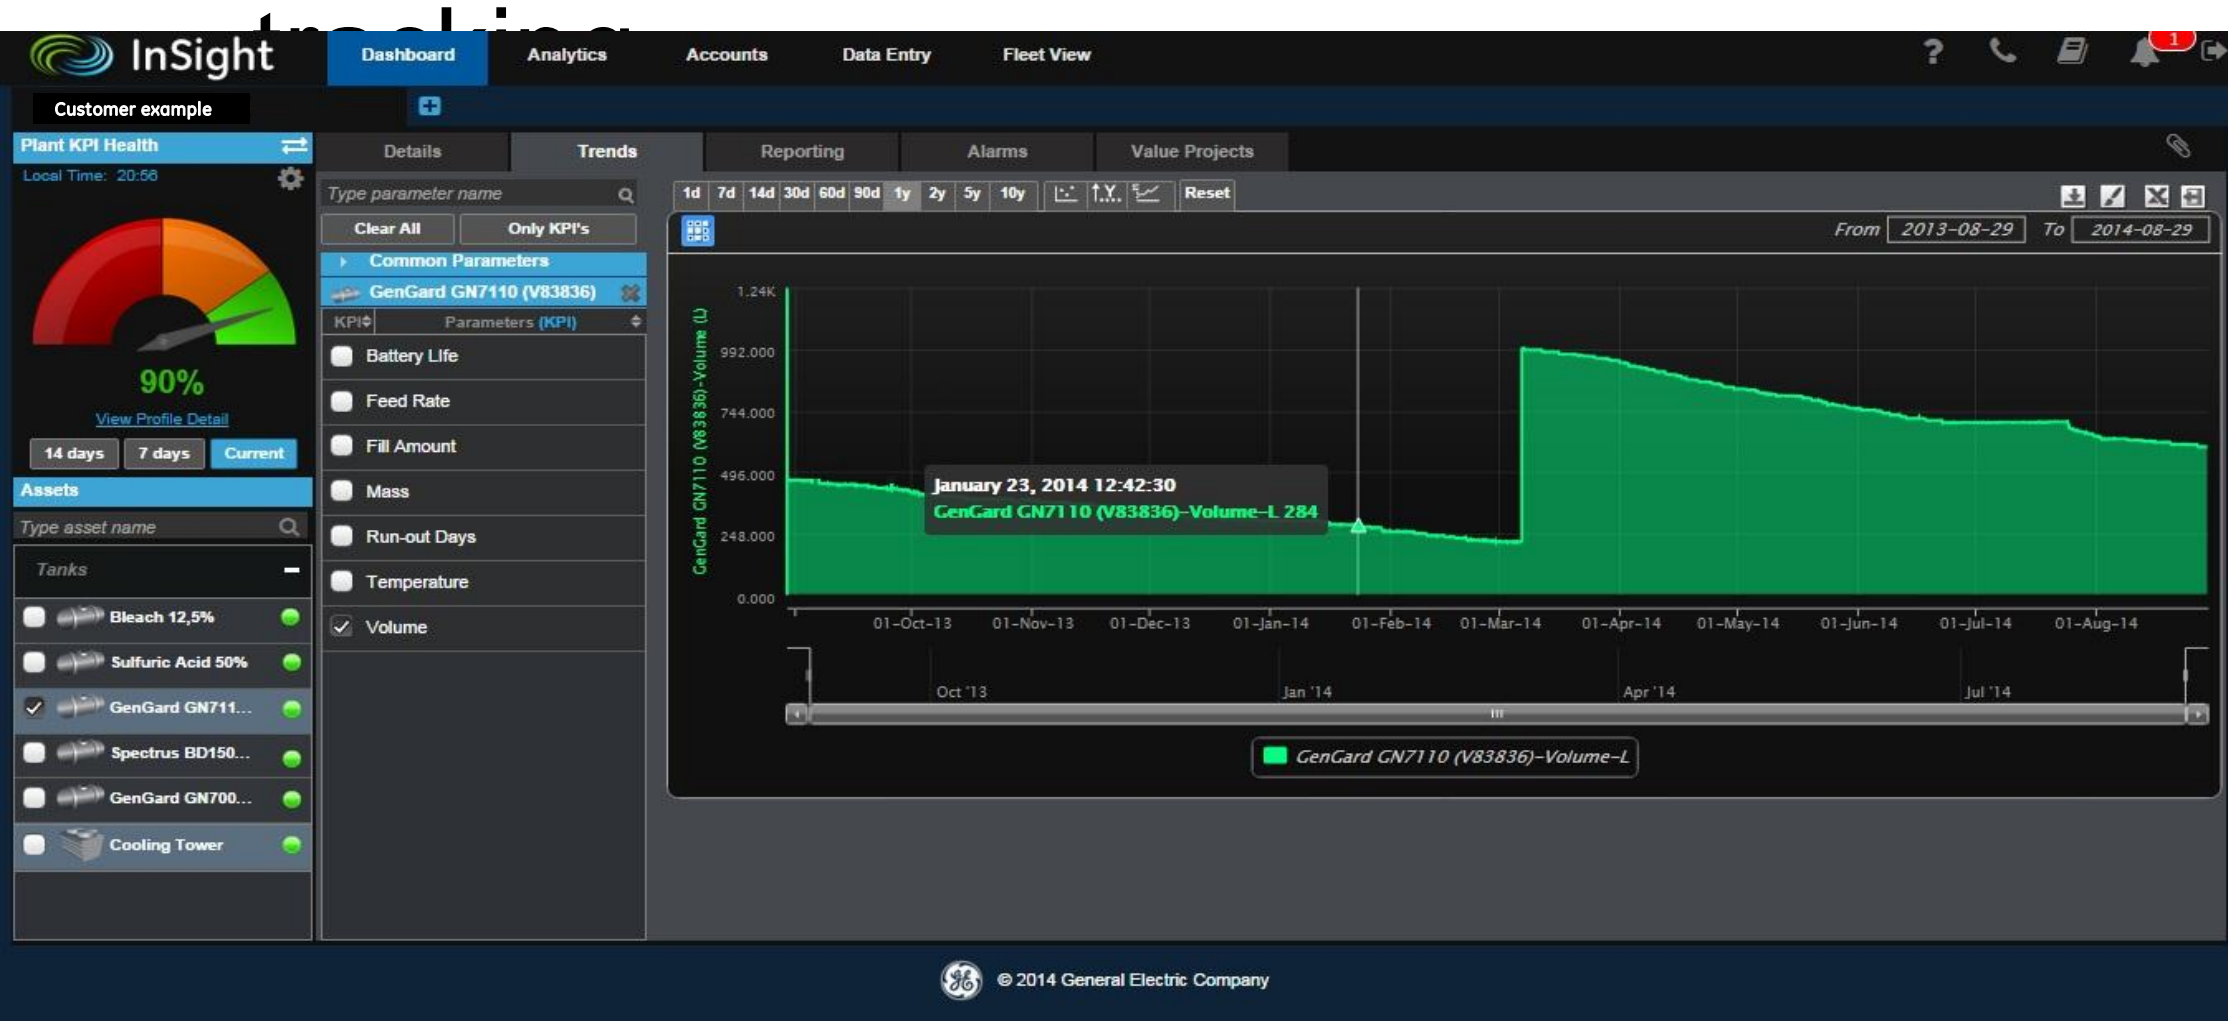 tracking
InSight
Dashboard
Analytics
Accounts
Data Entry
Fleet View
?
1
Customer example
Plant KPI Health
Local Time: 20:56
90%
View Profile Detail
14 days
7 days
Current
Assets
Type asset name
Tanks
Bleach 12,5%
Sulfuric Acid 50%
GenGard GN711...
Spectrus BD150...
GenGard GN700...
Cooling Tower
Details
Trends
Reporting
Alarms
Value Projects
Type parameter name
Clear All
Only KPI's
Common Parameters
GenGard GN7110 (V83836)
KPI
Parameters (KPI)
Battery LIfe
Feed Rate
Fill Amount
Mass
Run-out Days
Temperature
Volume
1d 7d 14d 30d 60d 90d 1y 2y 5y 10y
Reset
From 2013-08-29 To 2014-08-29
GenGard GN7110 (V83836)-Volume (L)
1.24K
992.000
744.000
496.000
248.000
0.000
January 23, 2014 12:42:30
GenGard GN7110 (V83836)-Volume-L 284
01-Oct-13 01-Nov-13 01-Dec-13 01-Jan-14 01-Feb-14 01-Mar-14 01-Apr-14 01-May-14 01-Jun-14 01-Jul-14 01-Aug-14
Oct '13 Jan '14 Apr '14 Jul '14
GenGard GN7110 (V83836)-Volume-L
© 2014 General Electric Company